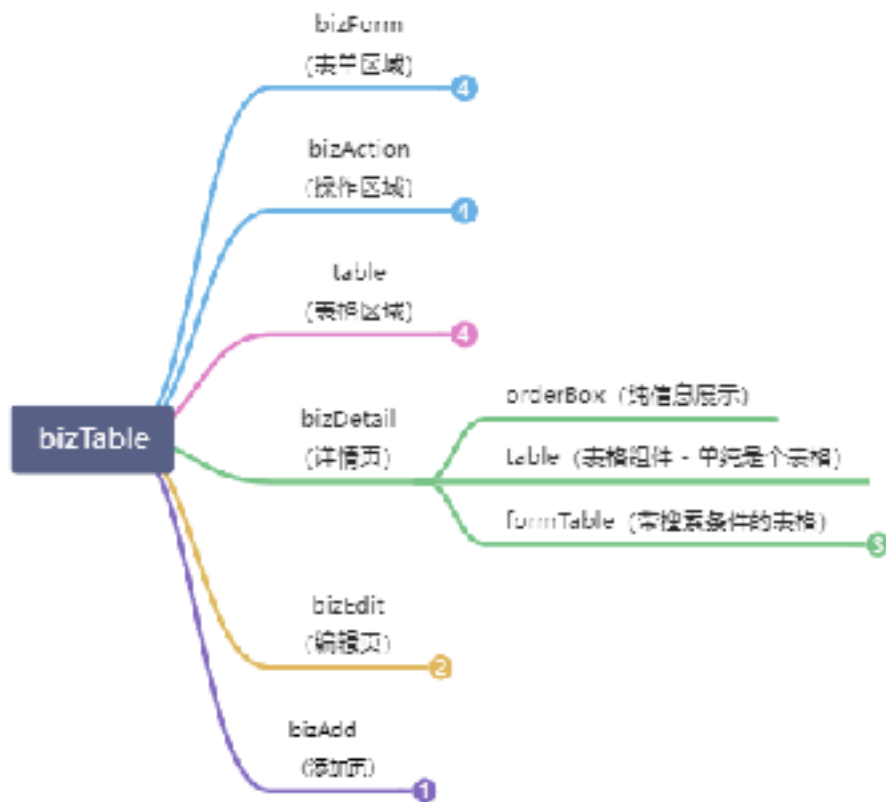 bizForm
(表单区域)
4
bizAction
(操作区域)
4
table
(表格区域)
4
bizTable
bizDetail
(详情页)
orderBox (纯信息展示)
table (表格组件 - 单纯是个表格)
formTable (带搜素条件的表格)
3
bizEdit
(编辑页)
2
bizAdd
(添加页)
1